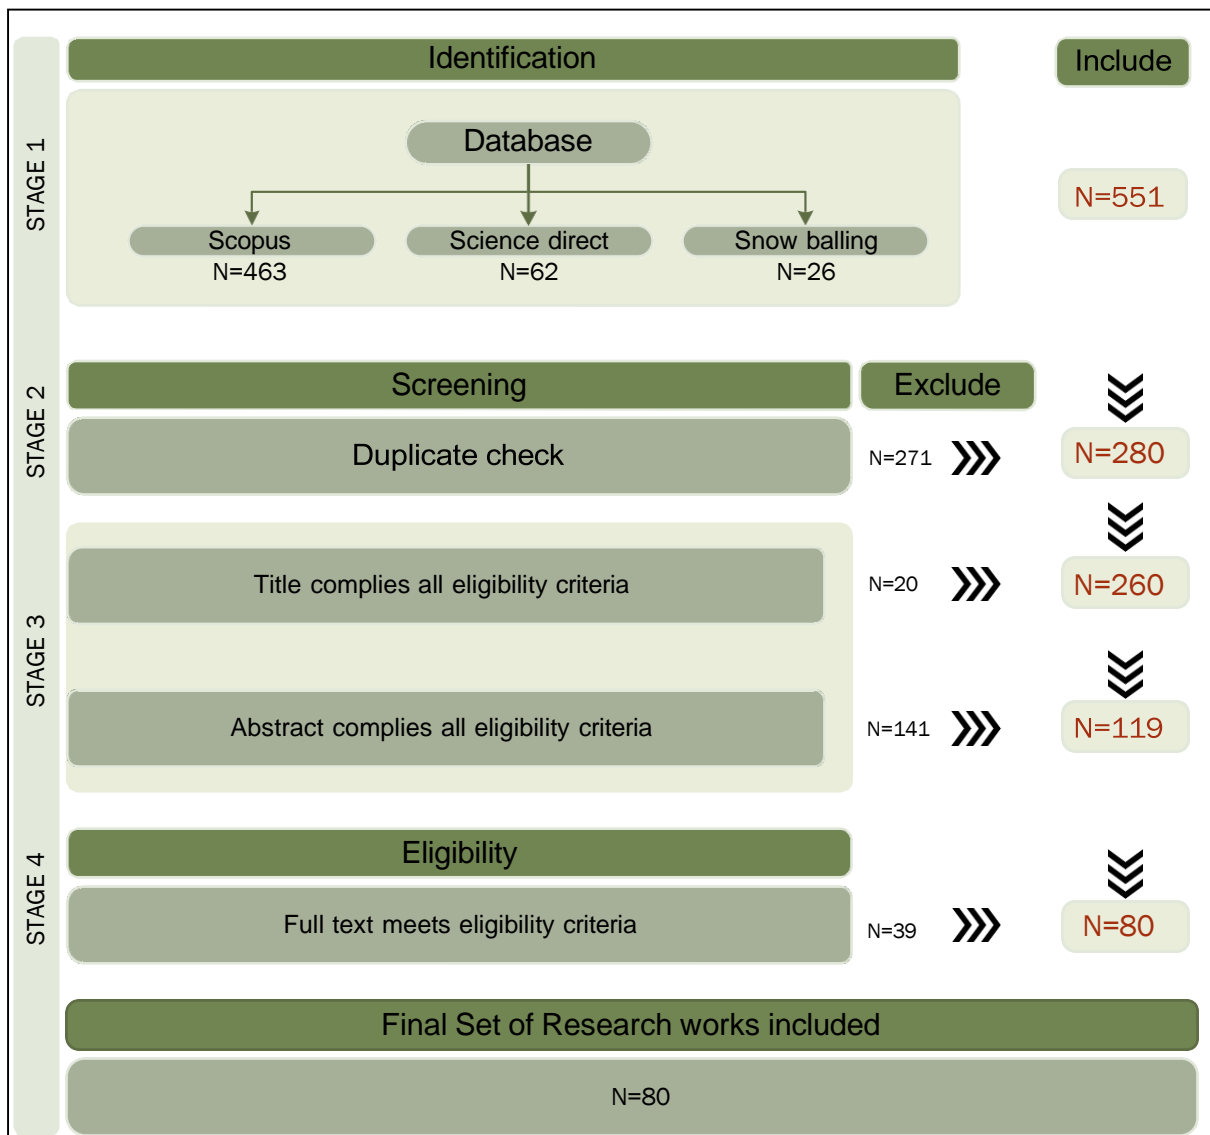 Identification
Include
STAGE 1
Database
N=551
Scopus
Science direct
Snow balling
N=463
N=62
N=26
STAGE 2
Screening
Exclude
Duplicate check
N=271
N=280
STAGE 3
Title complies all eligibility criteria
N=20
N=260
Abstract complies all eligibility criteria
N=141
N=119
STAGE 4
Eligibility
Full text meets eligibility criteria
N=39
N=80
Final Set of Research works included
N=80